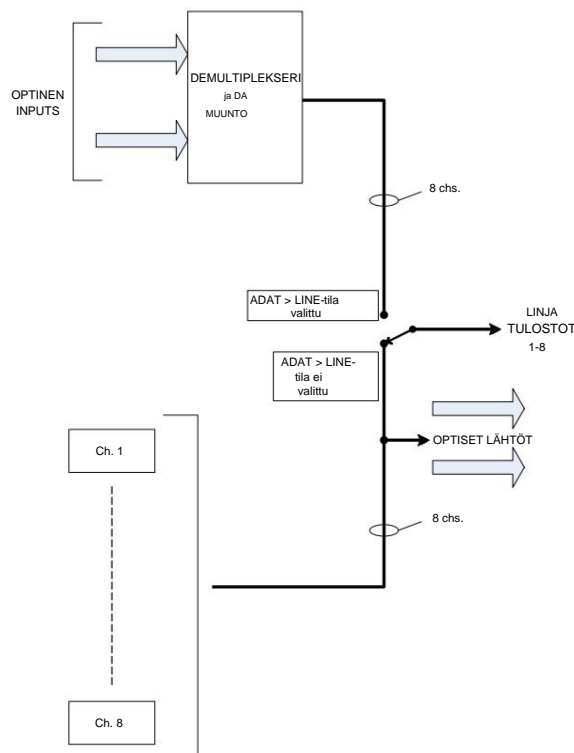 OPTINEN
INPUTS
DEMULTIPLEKSERI
ja DA
MUUNTO
8 chs.
ADAT > LINE-tila
valittu
LINJA
TULOSTOT
1-8
ADAT > LINE-
tila ei
valittu
OPTISET LÄHTÖT
Ch. 1
8 chs.
Ch. 8